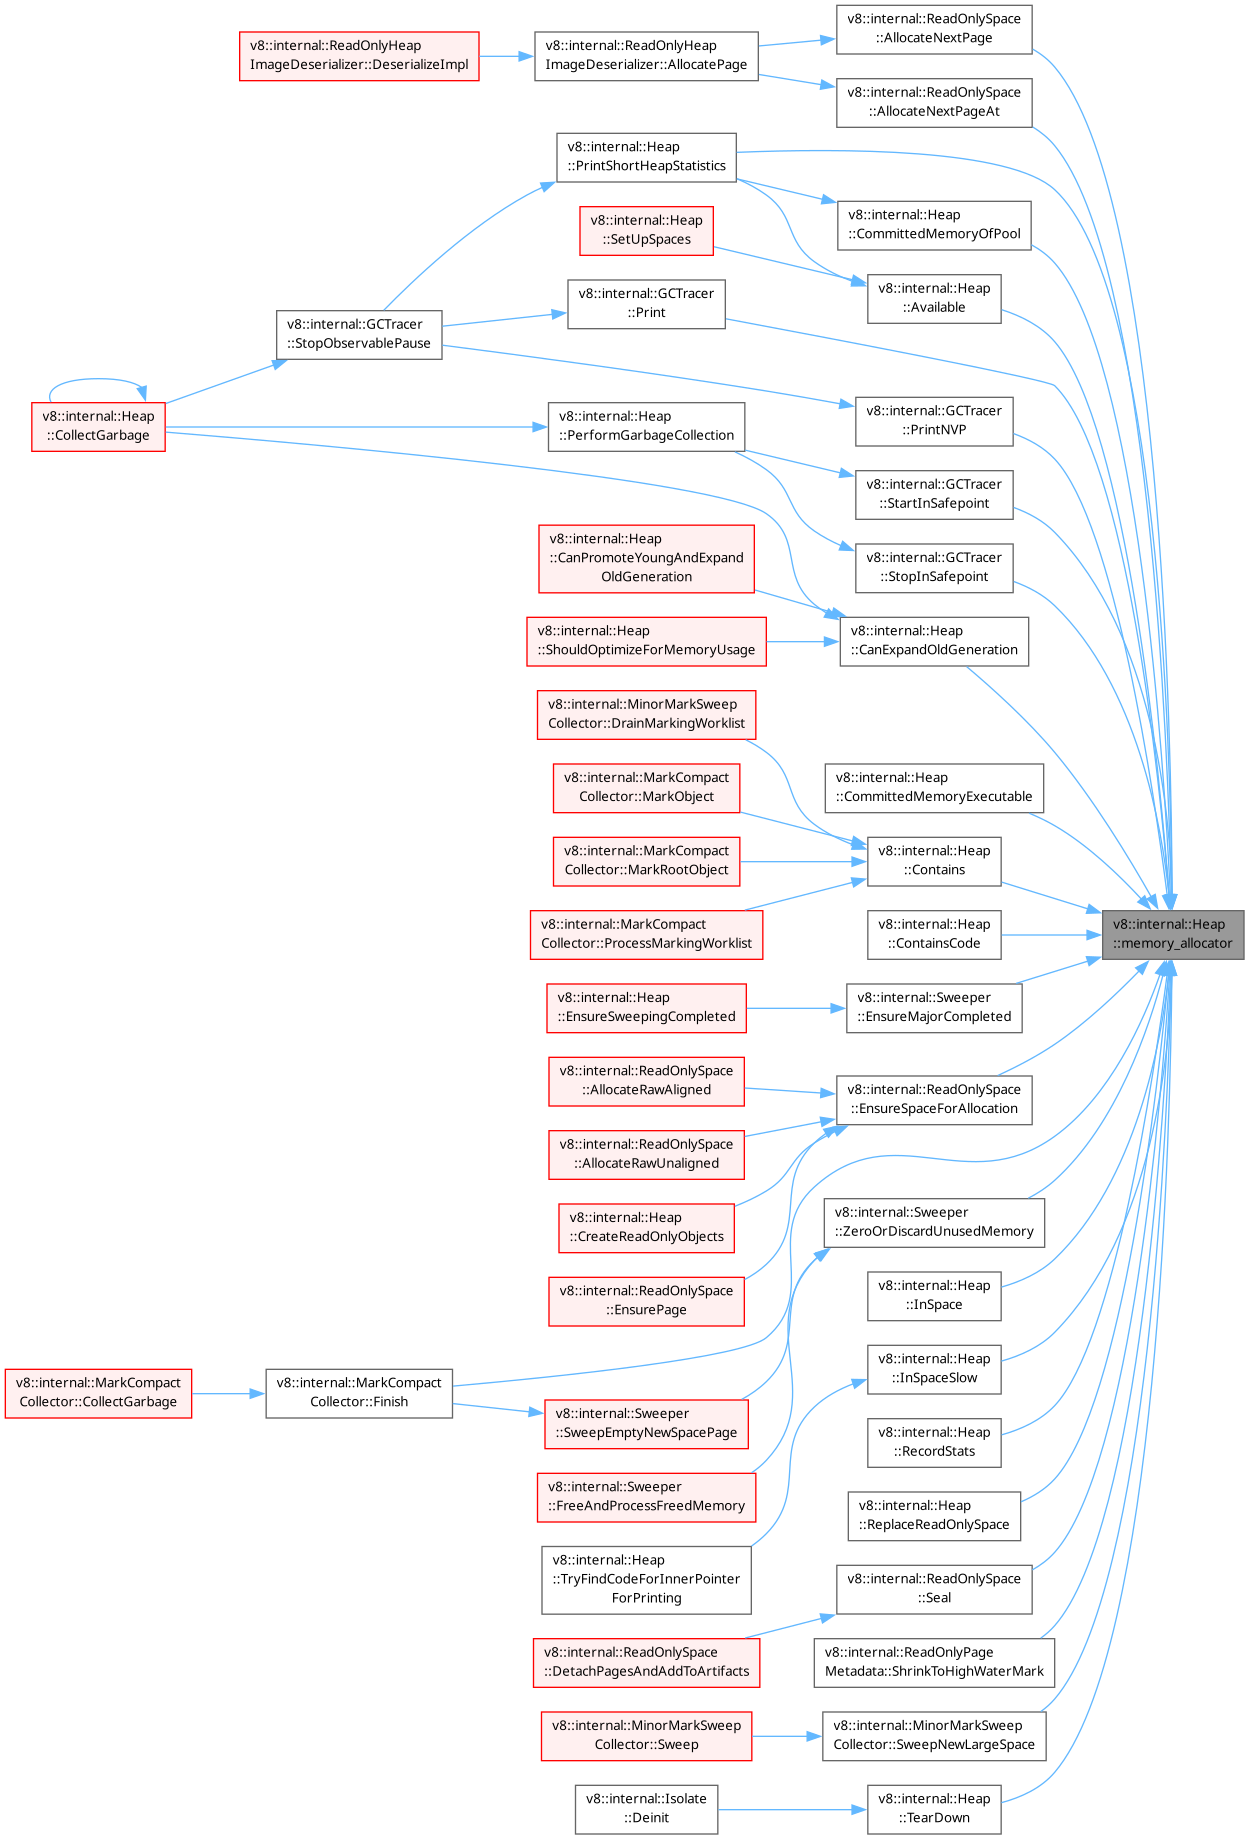 v8::internal::ReadOnlySpace
::AllocateNextPage
v8::internal::ReadOnlyHeap
ImageDeserializer::DeserializeImpl
v8::internal::ReadOnlyHeap
ImageDeserializer::AllocatePage
v8::internal::ReadOnlySpace
::AllocateNextPageAt
v8::internal::Heap
::PrintShortHeapStatistics
v8::internal::Heap
::SetUpSpaces
v8::internal::Heap
::CommittedMemoryOfPool
v8::internal::Heap
::Available
v8::internal::GCTracer
::Print
v8::internal::GCTracer
::StopObservablePause
v8::internal::Heap
::CollectGarbage
v8::internal::Heap
::PerformGarbageCollection
v8::internal::GCTracer
::PrintNVP
v8::internal::GCTracer
::StartInSafepoint
v8::internal::Heap
::CanPromoteYoungAndExpand
OldGeneration
v8::internal::GCTracer
::StopInSafepoint
v8::internal::Heap
::ShouldOptimizeForMemoryUsage
v8::internal::Heap
::CanExpandOldGeneration
v8::internal::MinorMarkSweep
Collector::DrainMarkingWorklist
v8::internal::MarkCompact
Collector::MarkObject
v8::internal::Heap
::CommittedMemoryExecutable
v8::internal::MarkCompact
Collector::MarkRootObject
v8::internal::Heap
::Contains
v8::internal::MarkCompact
Collector::ProcessMarkingWorklist
v8::internal::Heap
::ContainsCode
v8::internal::Heap
::memory_allocator
v8::internal::Heap
::EnsureSweepingCompleted
v8::internal::Sweeper
::EnsureMajorCompleted
v8::internal::ReadOnlySpace
::AllocateRawAligned
v8::internal::ReadOnlySpace
::EnsureSpaceForAllocation
v8::internal::ReadOnlySpace
::AllocateRawUnaligned
v8::internal::Heap
::CreateReadOnlyObjects
v8::internal::Sweeper
::ZeroOrDiscardUnusedMemory
v8::internal::ReadOnlySpace
::EnsurePage
v8::internal::Heap
::InSpace
v8::internal::MarkCompact
Collector::CollectGarbage
v8::internal::MarkCompact
Collector::Finish
v8::internal::Heap
::InSpaceSlow
v8::internal::Sweeper
::SweepEmptyNewSpacePage
v8::internal::Heap
::RecordStats
v8::internal::Sweeper
::FreeAndProcessFreedMemory
v8::internal::Heap
::ReplaceReadOnlySpace
v8::internal::Heap
::TryFindCodeForInnerPointer
ForPrinting
v8::internal::ReadOnlySpace
::Seal
v8::internal::ReadOnlySpace
::DetachPagesAndAddToArtifacts
v8::internal::ReadOnlyPage
Metadata::ShrinkToHighWaterMark
v8::internal::MinorMarkSweep
Collector::Sweep
v8::internal::MinorMarkSweep
Collector::SweepNewLargeSpace
v8::internal::Isolate
::Deinit
v8::internal::Heap
::TearDown